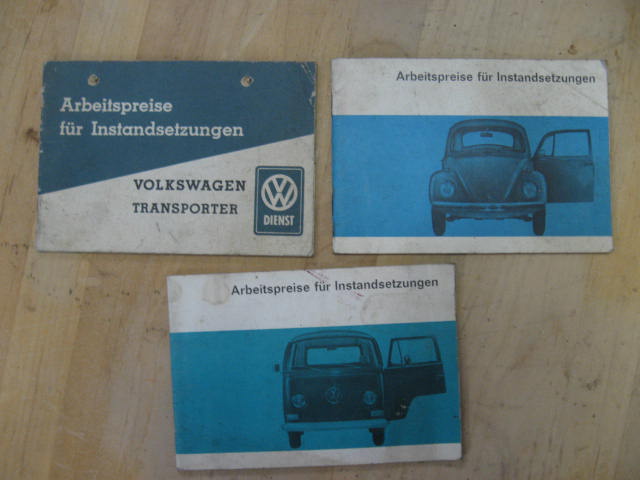 Arbeitspreise
für Instandsetzungen
VOLKSWAGEN
TRANSPORTER
VW
DIENST
Arbeitspreise für Instandsetzungen
Arbeitspreise für Instandsetzungen